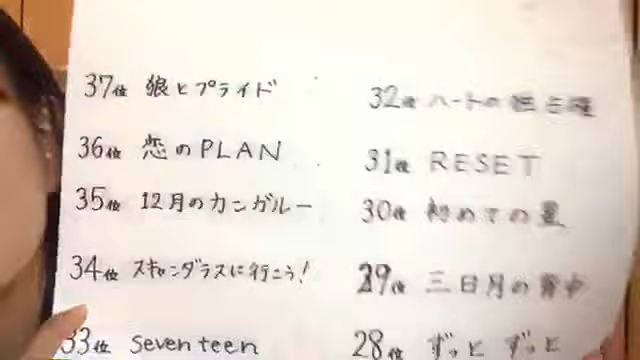 37位 狼とプライド
36位 恋のPLAN
35位 12月のカンガルー
34位 スキャンダラスに行こう!
33位 seventeen
32位 ハートの独占権
31位 RESET
30位 初めての星
29位 三日月の背中
28位 ずっと ずっと